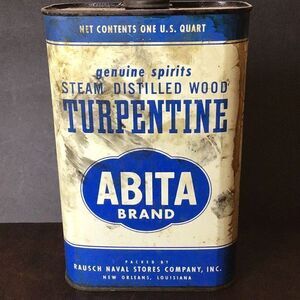 NET CONTENTS ONE U.S. QUART
genuine spirits
STEAM DISTILLED WOOD
TURPENTINE
ABITA
BRAND
PACKED BY
RAUSCH NAVAL STORES COMPANY, INC.
NEW ORLEANS, LOUISIANA